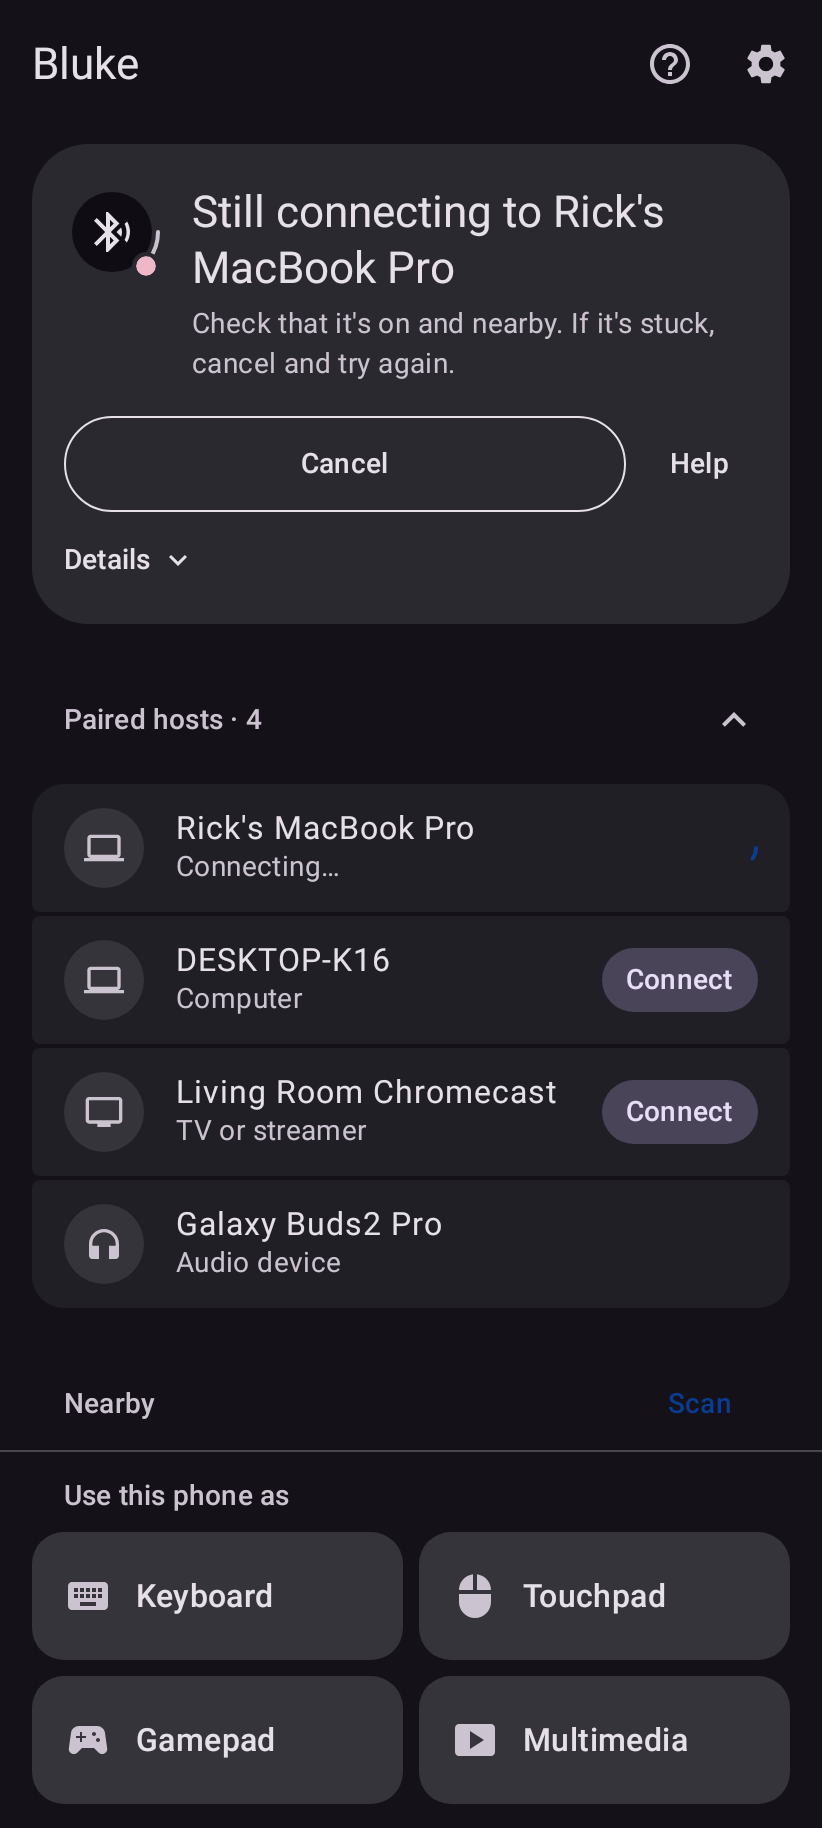 Bluke
Still connecting to Rick's
MacBook Pro
Check that it's on and nearby. If it's stuck,
cancel and try again.
Cancel
Help
Details
Paired hosts · 4
Rick's MacBook Pro
Connecting…
DESKTOP-K16
Computer
Connect
Living Room Chromecast
TV or streamer
Connect
Galaxy Buds2 Pro
Audio device
Nearby
Scan
Use this phone as
Keyboard
Touchpad
Gamepad
Multimedia